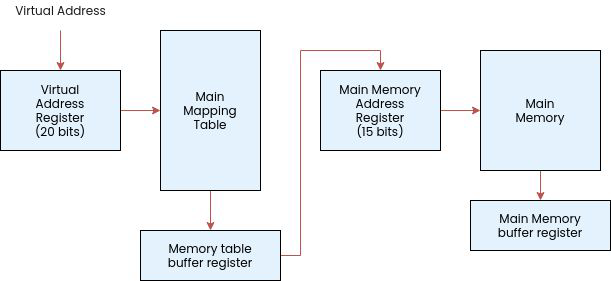 Virtual Address
Virtual
Address
Register
(20 bits)
Main
Mapping
Table
Memory table
buffer register
Main Memory
Address
Register
(15 bits)
Main
Memory
Main Memory
buffer register